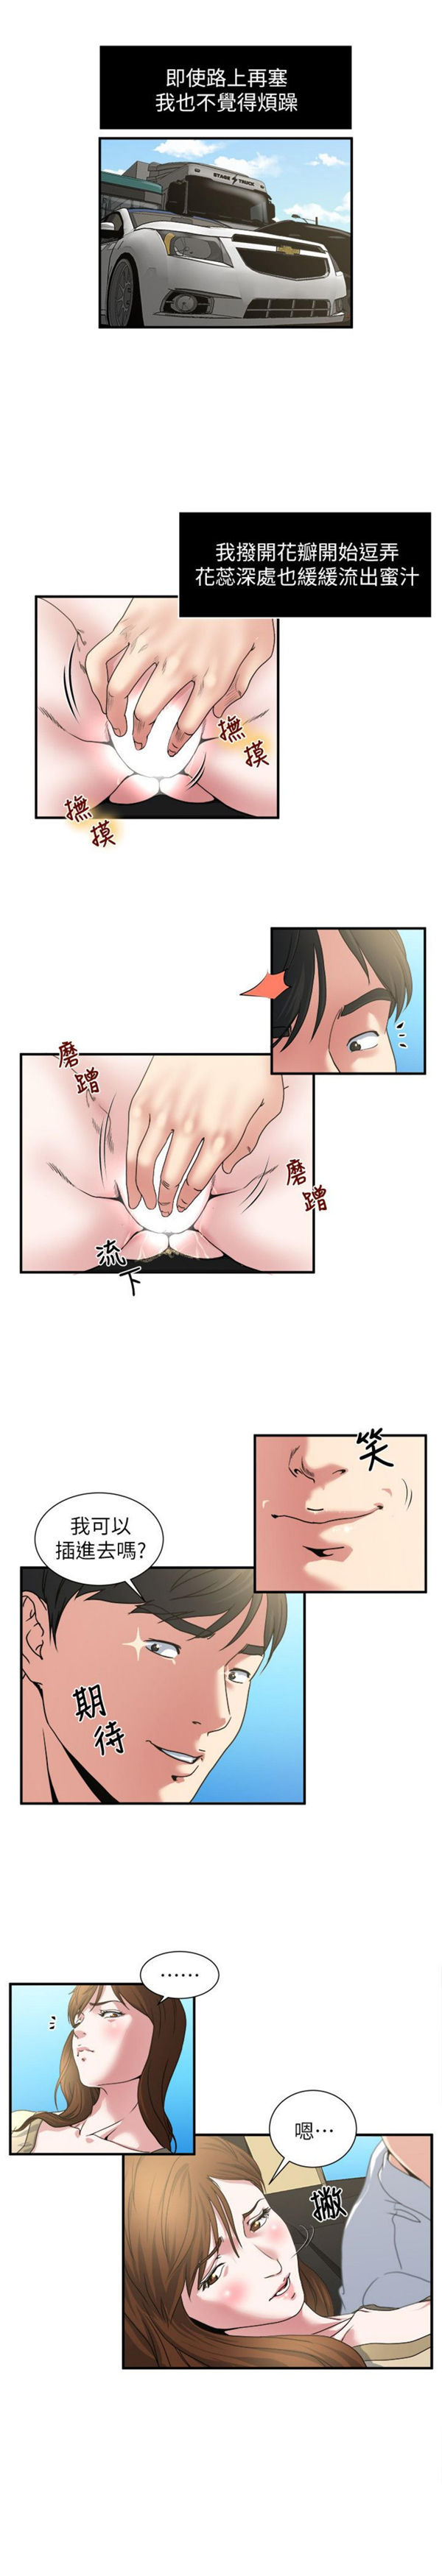 即使路上再塞
我也不覺得煩躁
STAGE TRUCK
我撥開花瓣開始逗弄
花蕊深處也緩緩流出蜜汁
撫摸
撫摸
磨蹭
磨蹭
流下
笑
我可以
插進去嗎?
期待
……
嗯…
撇